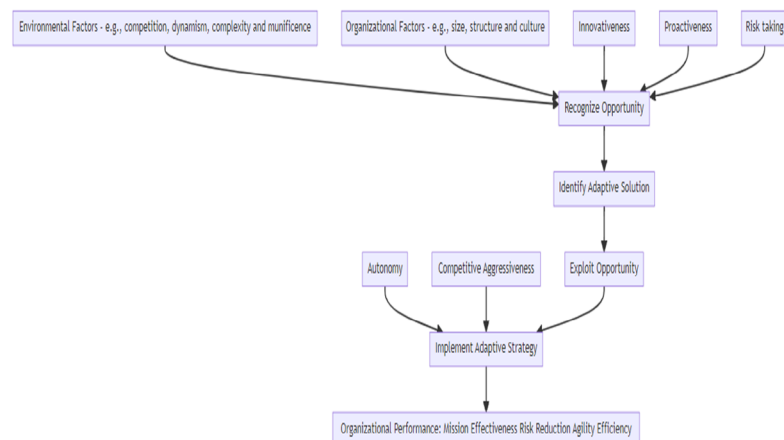 Environmental Factors - e.g., competition, dynamism, complexity and munificence
Organizational Factors - e.g., size, structure and culture
Innovativeness
Proactiveness
Risk taking
Recognize Opportunity
Identify Adaptive Solution
Autonomy
Competitive Aggressiveness
Exploit Opportunity
Implement Adaptive Strategy
Organizational Performance: Mission Effectiveness Risk Reduction Agility Efficiency